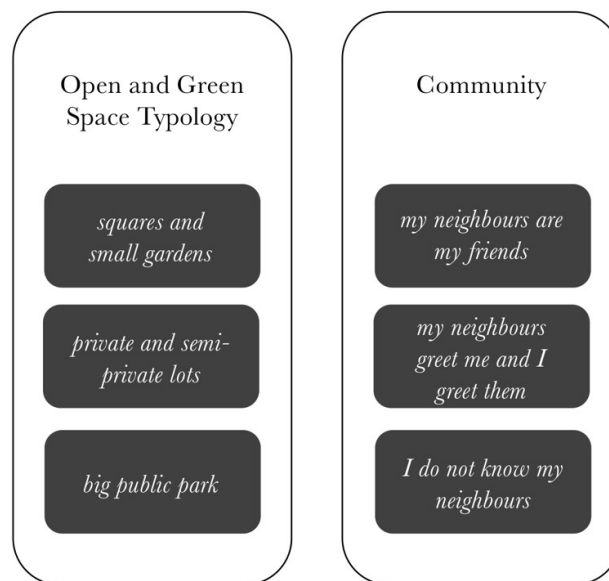 Open and Green
Space Typology
squares and
small gardens
private and semi-
private lots
big public park
Community
my neighbours are
my friends
my neighbours
greet me and I
greet them
I do not know my
neighbours